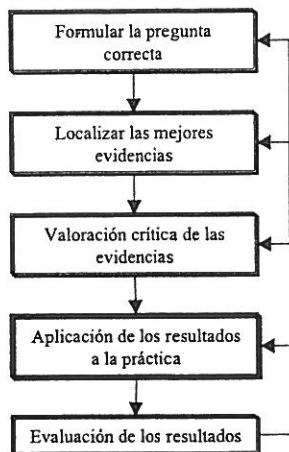 Formular la pregunta
correcta
Localizar las mejores
evidencias
Valoración crítica de las
evidencias
Aplicación de los resultados
a la práctica
Evaluación de los resultados